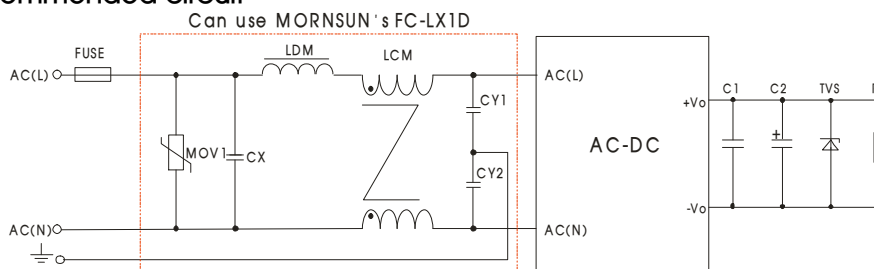 Can use MORNSUN's FC-LX1D
FUSE
LDM
LCM
AC(L)
AC(L)
C1
C2
TVS
+Vo
CY1
MOV1
CX
AC-DC
CY2
-Vo
AC(N)
AC(N)